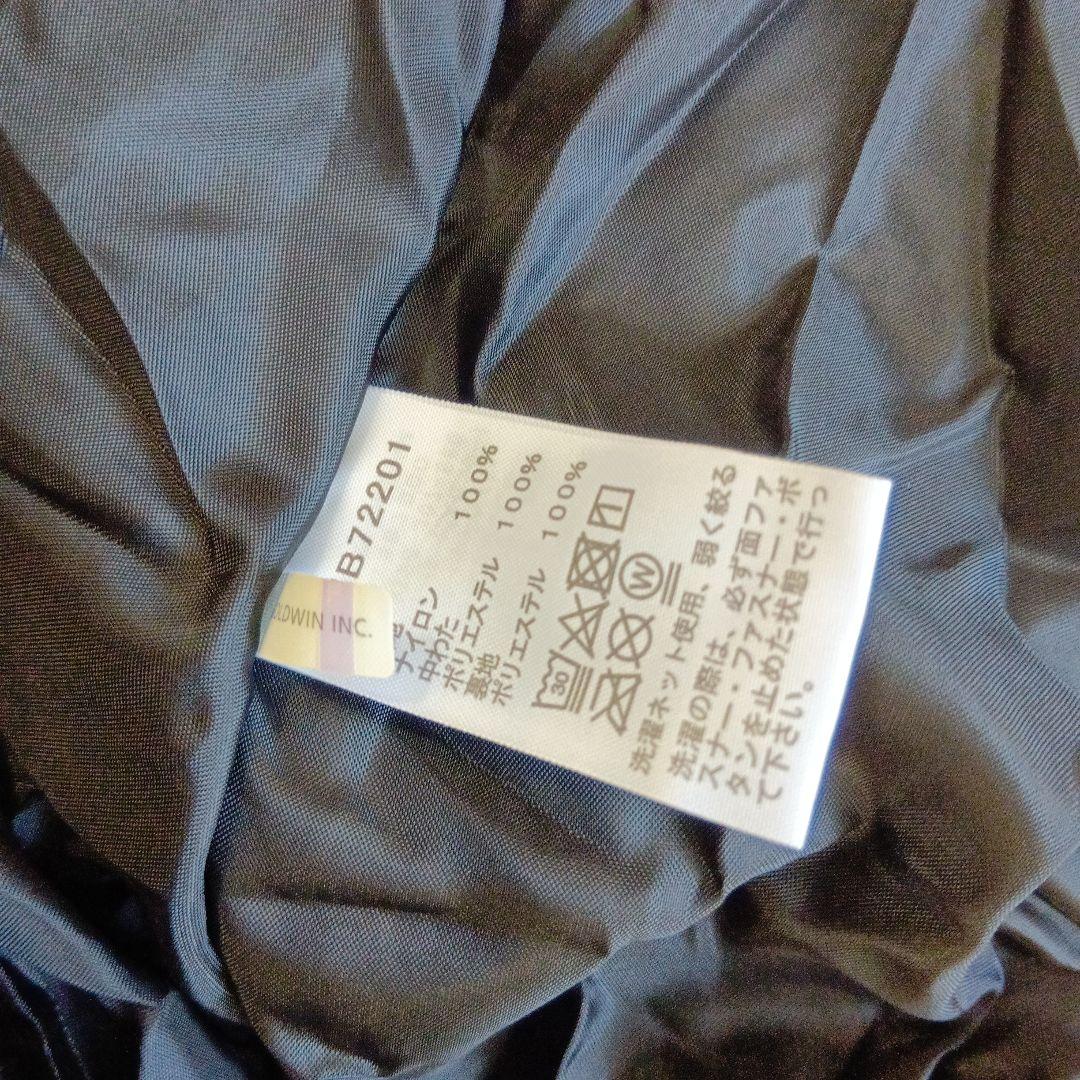 B72201
OLDWIN INC.
ナイロン 100%
中わた
ポリエステル 100%
裏地
ポリエステル 100%
30
W
洗濯ネット使用、弱く絞る
洗濯の際は、必ず面ファ
スナー・ファスナー・ボ
タンを止めた状態で行っ
て下さい。